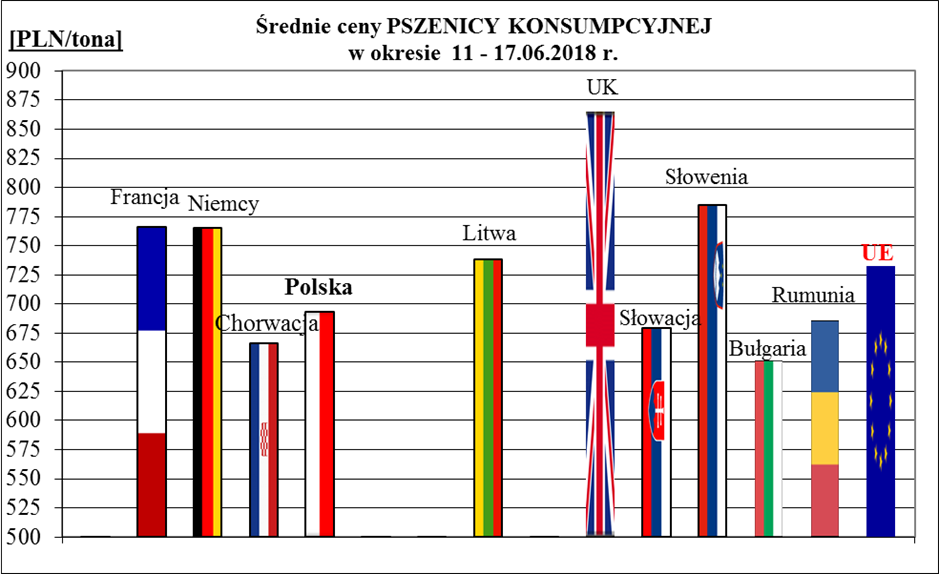 Średnie ceny PSZENICY KONSUMPCYJNEJ
w okresie 11 - 17.06.2018 r.
[PLN/tona]
900
875
850
825
800
775
750
725
700
675
650
625
600
575
550
525
500
Francja
Niemcy
Chorwacja
Polska
Litwa
UK
Słowacja
Słowenia
Bułgaria
Rumunia
UE